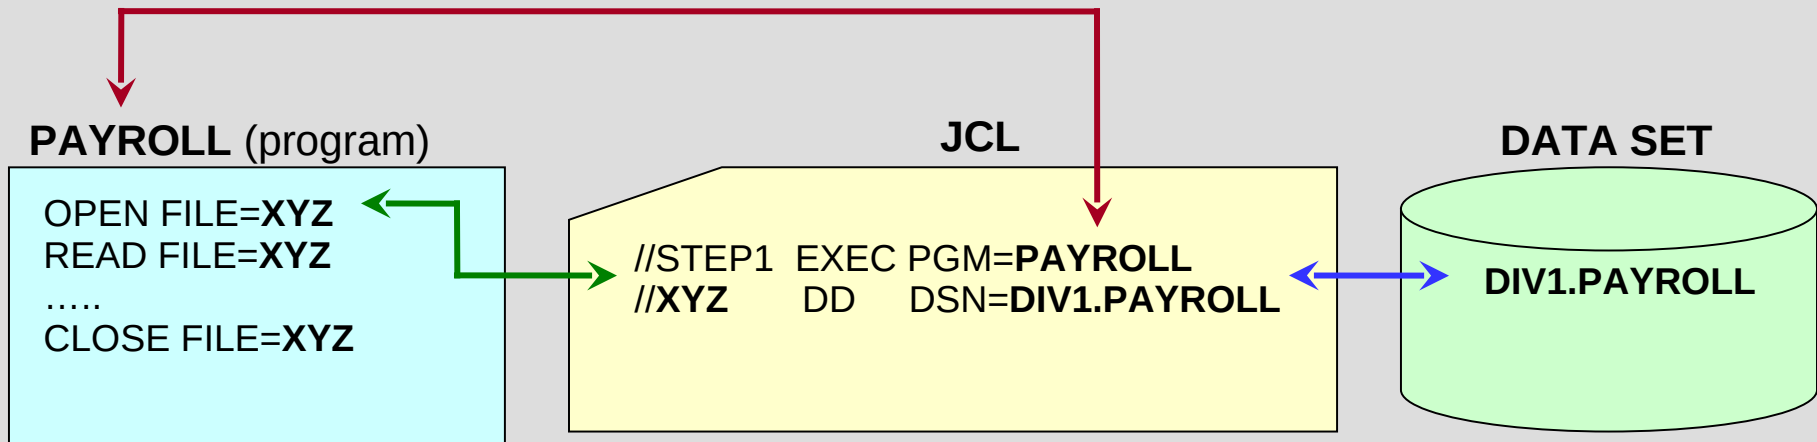 PAYROLL (program)
OPEN FILE=XYZ
READ FILE=XYZ
…..
CLOSE FILE=XYZ
JCL
//STEP1 EXEC PGM=PAYROLL
//XYZ DD DSN=DIV1.PAYROLL
DATA SET
DIV1.PAYROLL